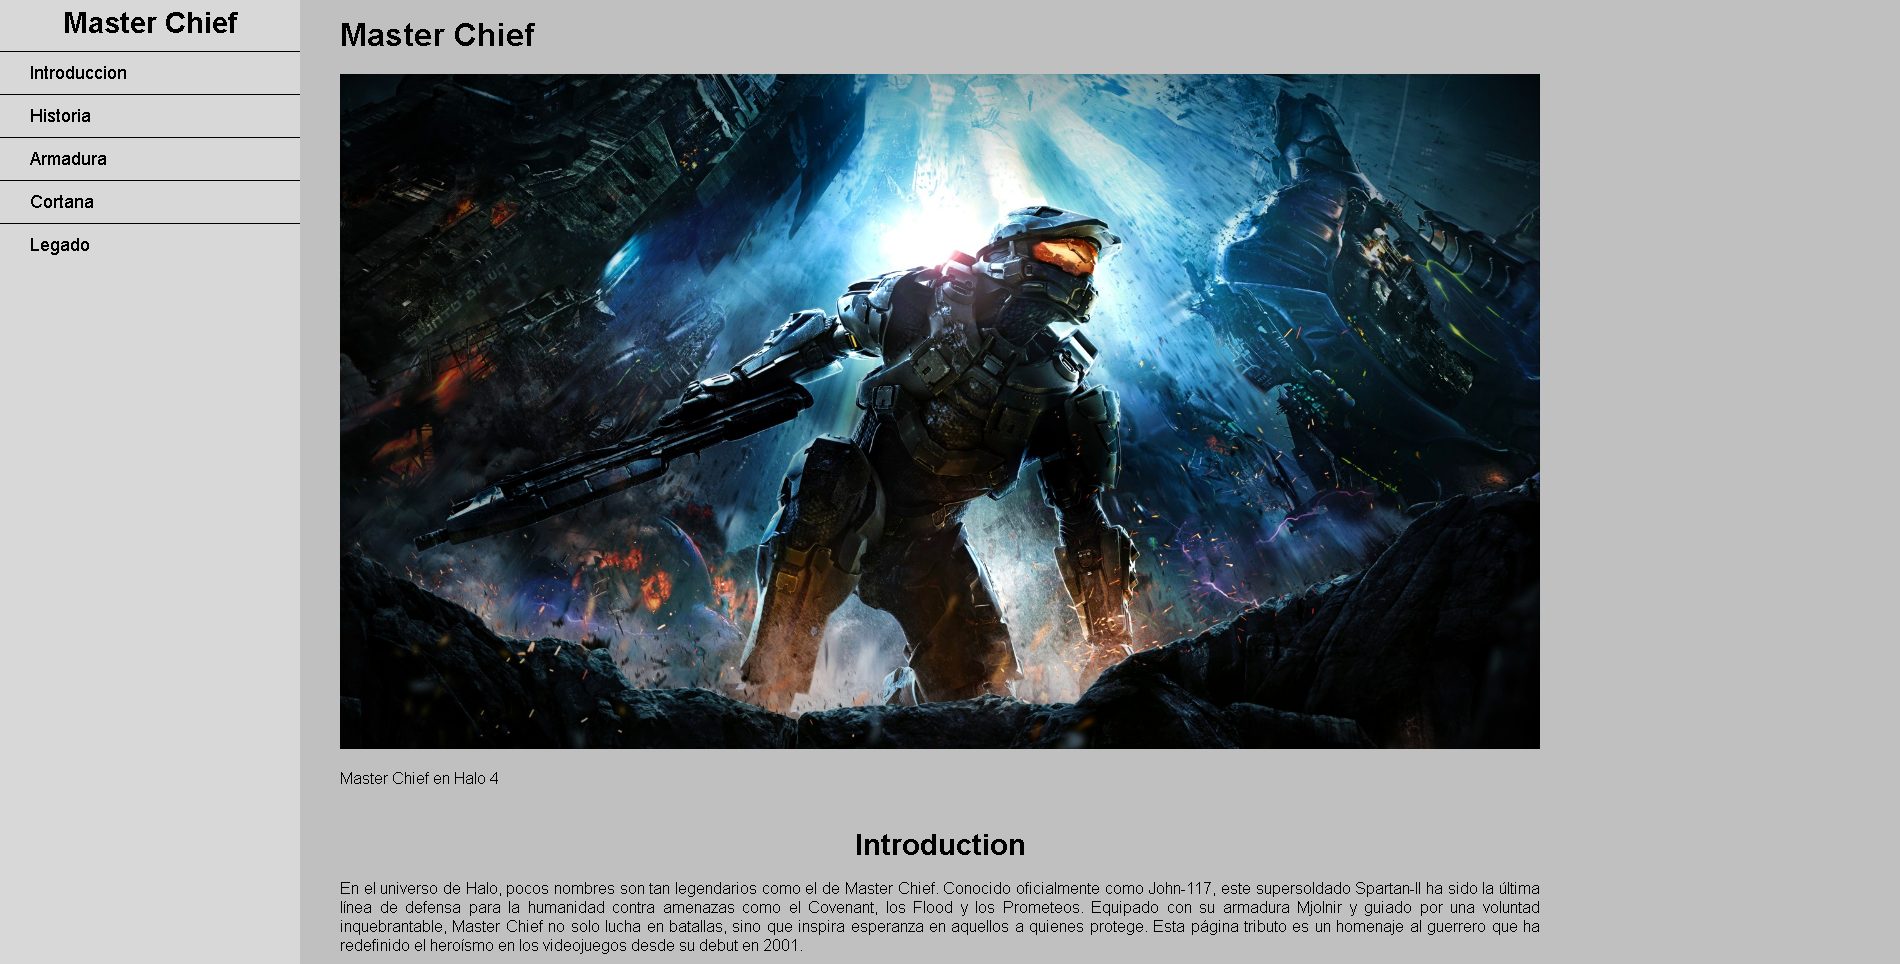 Master Chief
Introduccion
Historia
Armadura
Cortana
Legado
Master Chief
Master Chief en Halo 4
Introduction
En el universo de Halo, pocos nombres son tan legendarios como el de Master Chief. Conocido oficialmente como John-117, este supersoldado Spartan-II ha sido la última
línea de defensa para la humanidad contra amenazas como el Covenant, los Flood y los Prometeos. Equipado con su armadura Mjolnir y guiado por una voluntad
inquebrantable, Master Chief no solo lucha en batallas, sino que inspira esperanza en aquellos a quienes protege. Esta página tributo es un homenaje al guerrero que ha
redefinido el heroísmo en los videojuegos desde su debut en 2001.